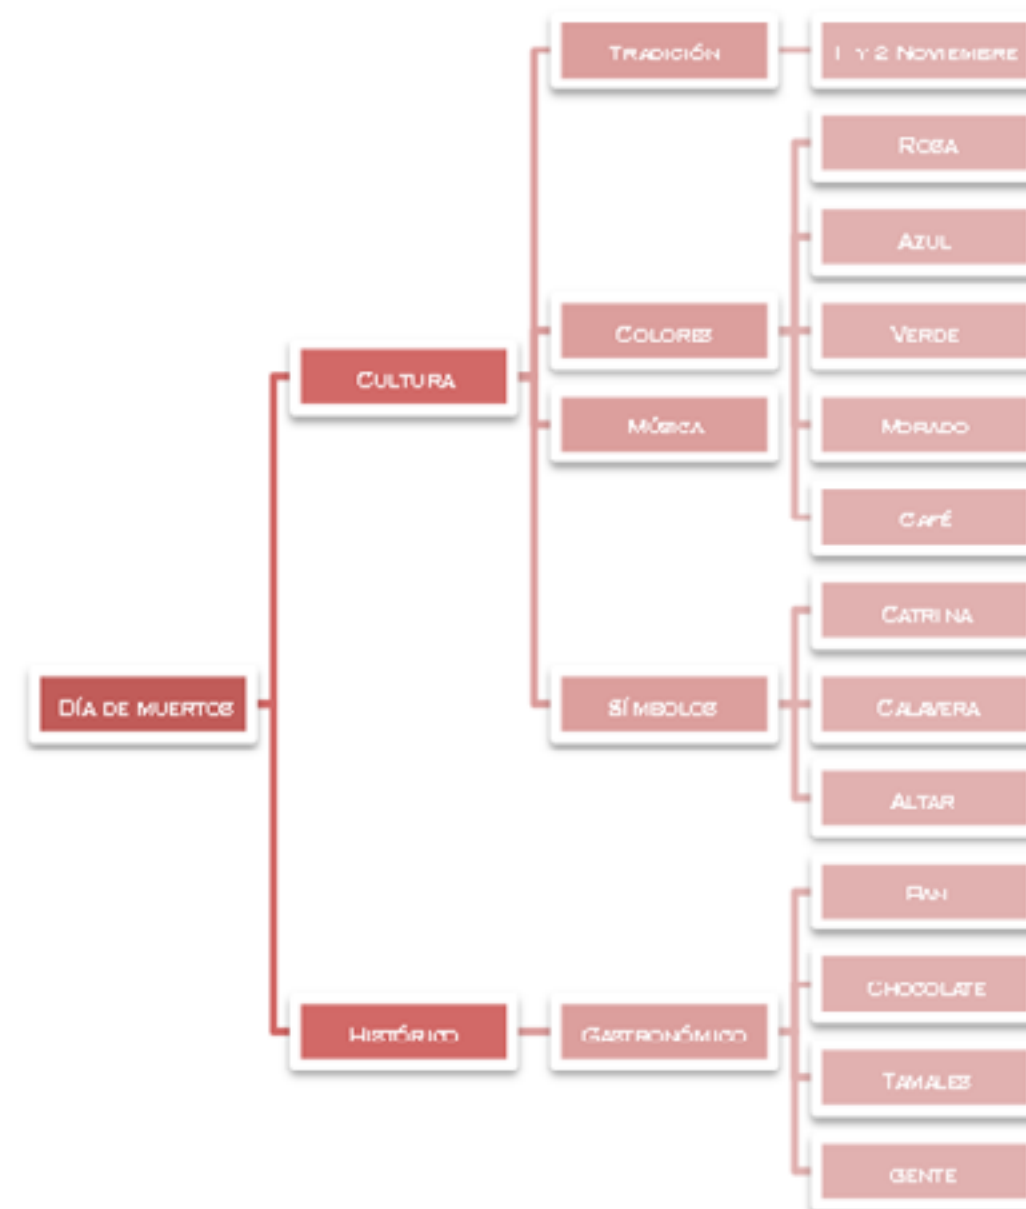 Tradición
1 y 2 Noviembre
Rosa
Azul
Colores
Verde
Cultura
Música
Morado
Café
Catrina
Día de muertos
Símbolos
Calavera
Altar
Pan
Chocolate
Histórico
Gastronómico
Tamales
gente